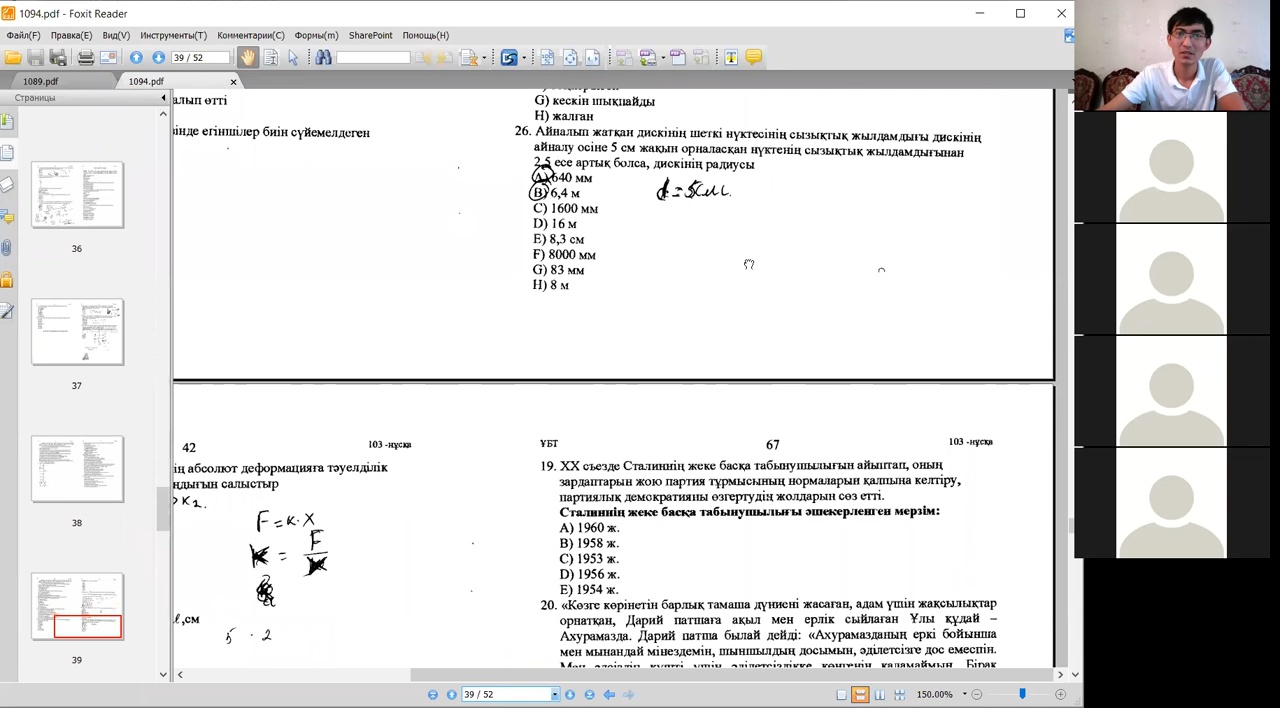 1094.pdf - Foxit Reader
Файл(F) Правка(E) Вид(V) Инструменты(T) Комментарии(C) Формы(m) SharePoint Помощь(H)
39 / 52
1089.pdf
1094.pdf
Страницы
36
37
38
39
алып өтті
інде егіншілер биін сүйемелдеген
G) кескін шықпайды
H) жалған
26. Айналып жатқан дискінің шеткі нүктесінің сызықтық жылдамдығы дискінің
айналу осіне 5 см жақын орналасқан нүктенің сызықтық жылдамдығынан
2,5 есе артық болса, дискінің радиусы
A) 640 мм
B) 6,4 м
= 5см.
C) 1600 мм
D) 16 м
E) 8,3 см
F) 8000 мм
G) 83 мм
H) 8 м
42
103 -нұсқа
ің абсолют деформацияға тәуелділік
ңдығын салыстыр
K2.
F = к. X
= F
,см
5 . 2
ҰБТ
67
103 -нұсқа
19. XX съезде Сталиннің жеке басқа табынушылығын айыптап, оның
зардаптарын жою партия тұрмысының нормаларын қалпына келтіру,
партиялық демократияны өзгертудің жолдарын сөз етті.
Сталиннің жеке басқа табынушылығы әшкерленген мерзім:
A) 1960 ж.
B) 1958 ж.
C) 1953 ж.
D) 1956 ж.
E) 1954 ж.
20. «Көзге көрінетін барлық тамаша дүниені жасаған, адам үшін жақсылықтар
орнатқан, Дарий патшаға ақыл мен ерлік сыйлаған Ұлы құдай –
Ахурамазда. Дарий патша былай дейді: «Ахурамазданың еркі бойынша
мен мынандай мінездемін, шыншылдың досымын, әділетсізге дос емеспін.
39 / 52
150.00%